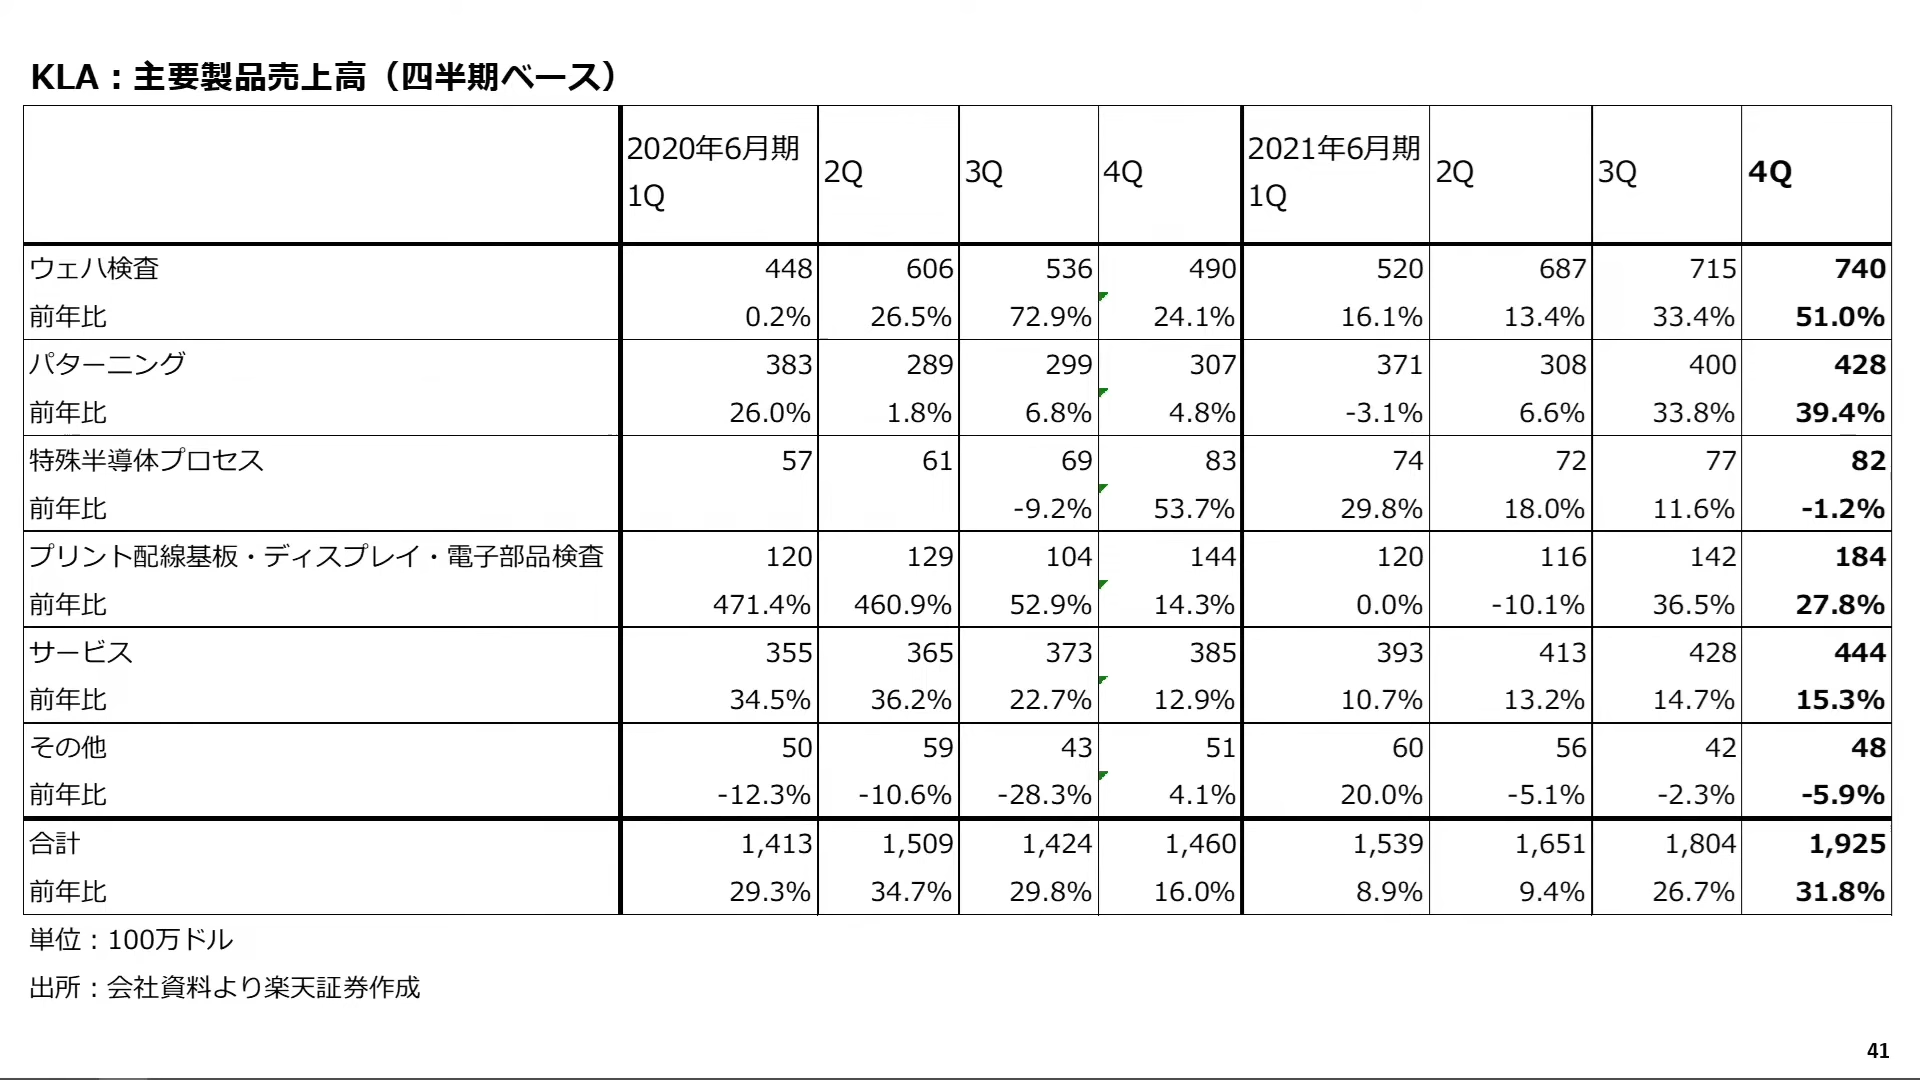 KLA：主要製品売上高（四半期ベース）
2020年6月期 1Q 2Q 3Q 4Q 2021年6月期 1Q 2Q 3Q 4Q
ウェハ検査 448 606 536 490 520 687 715 740
前年比 0.2% 26.5% 72.9% 24.1% 16.1% 13.4% 33.4% 51.0%
パターニング 383 289 299 307 371 308 400 428
前年比 26.0% 1.8% 6.8% 4.8% -3.1% 6.6% 33.8% 39.4%
特殊半導体プロセス 57 61 69 83 74 72 77 82
前年比 -9.2% 53.7% 29.8% 18.0% 11.6% -1.2%
プリント配線基板・ディスプレイ・電子部品検査 120 129 104 144 120 116 142 184
前年比 471.4% 460.9% 52.9% 14.3% 0.0% -10.1% 36.5% 27.8%
サービス 355 365 373 385 393 413 428 444
前年比 34.5% 36.2% 22.7% 12.9% 10.7% 13.2% 14.7% 15.3%
その他 50 59 43 51 60 56 42 48
前年比 -12.3% -10.6% -28.3% 4.1% 20.0% -5.1% -2.3% -5.9%
合計 1,413 1,509 1,424 1,460 1,539 1,651 1,804 1,925
前年比 29.3% 34.7% 29.8% 16.0% 8.9% 9.4% 26.7% 31.8%
単位：100万ドル
出所：会社資料より楽天証券作成
41